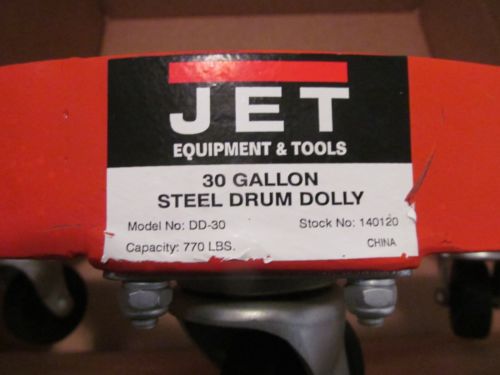 JET
EQUIPMENT & TOOLS
30 GALLON
STEEL DRUM DOLLY
Model No: DD-30 Stock No: 140120
Capacity: 770 LBS. CHINA